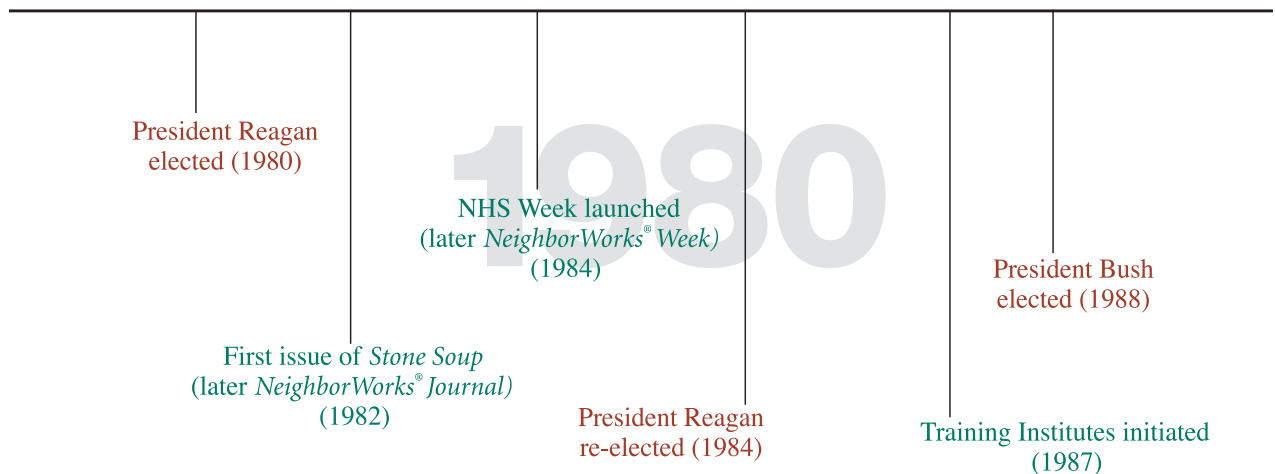 1980
President Reagan
elected (1980)
First issue of Stone Soup
(later NeighborWorks® Journal)
(1982)
NHS Week launched
(later NeighborWorks® Week)
(1984)
President Reagan
re-elected (1984)
Training Institutes initiated
(1987)
President Bush
elected (1988)